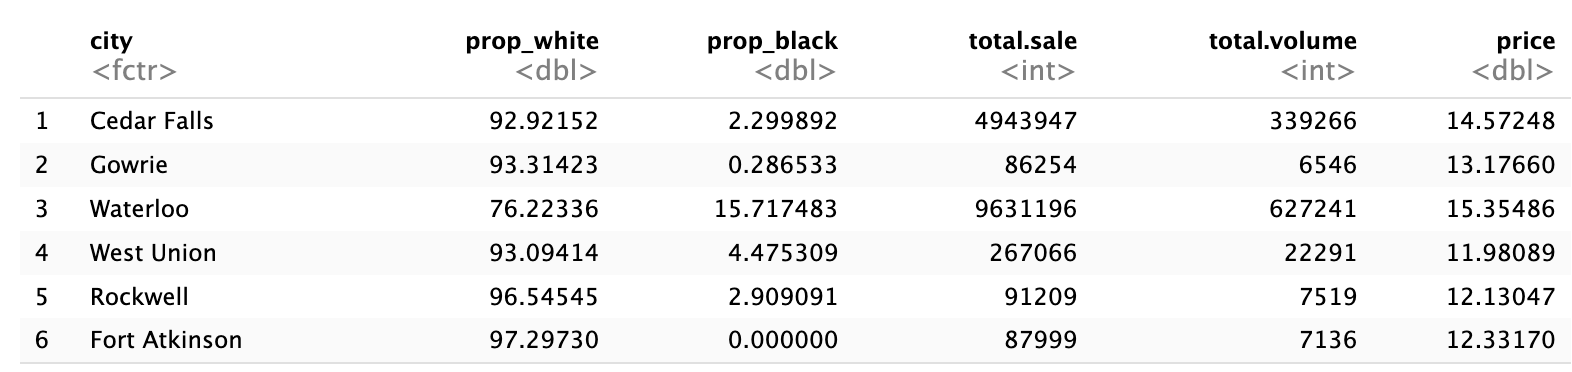 city prop_white prop_black total.sale total.volume price
<fctr> <dbl> <dbl> <int> <int> <dbl>
1 Cedar Falls 92.92152 2.299892 4943947 339266 14.57248
2 Gowrie 93.31423 0.286533 86254 6546 13.17660
3 Waterloo 76.22336 15.717483 9631196 627241 15.35486
4 West Union 93.09414 4.475309 267066 22291 11.98089
5 Rockwell 96.54545 2.909091 91209 7519 12.13047
6 Fort Atkinson 97.29730 0.000000 87999 7136 12.33170